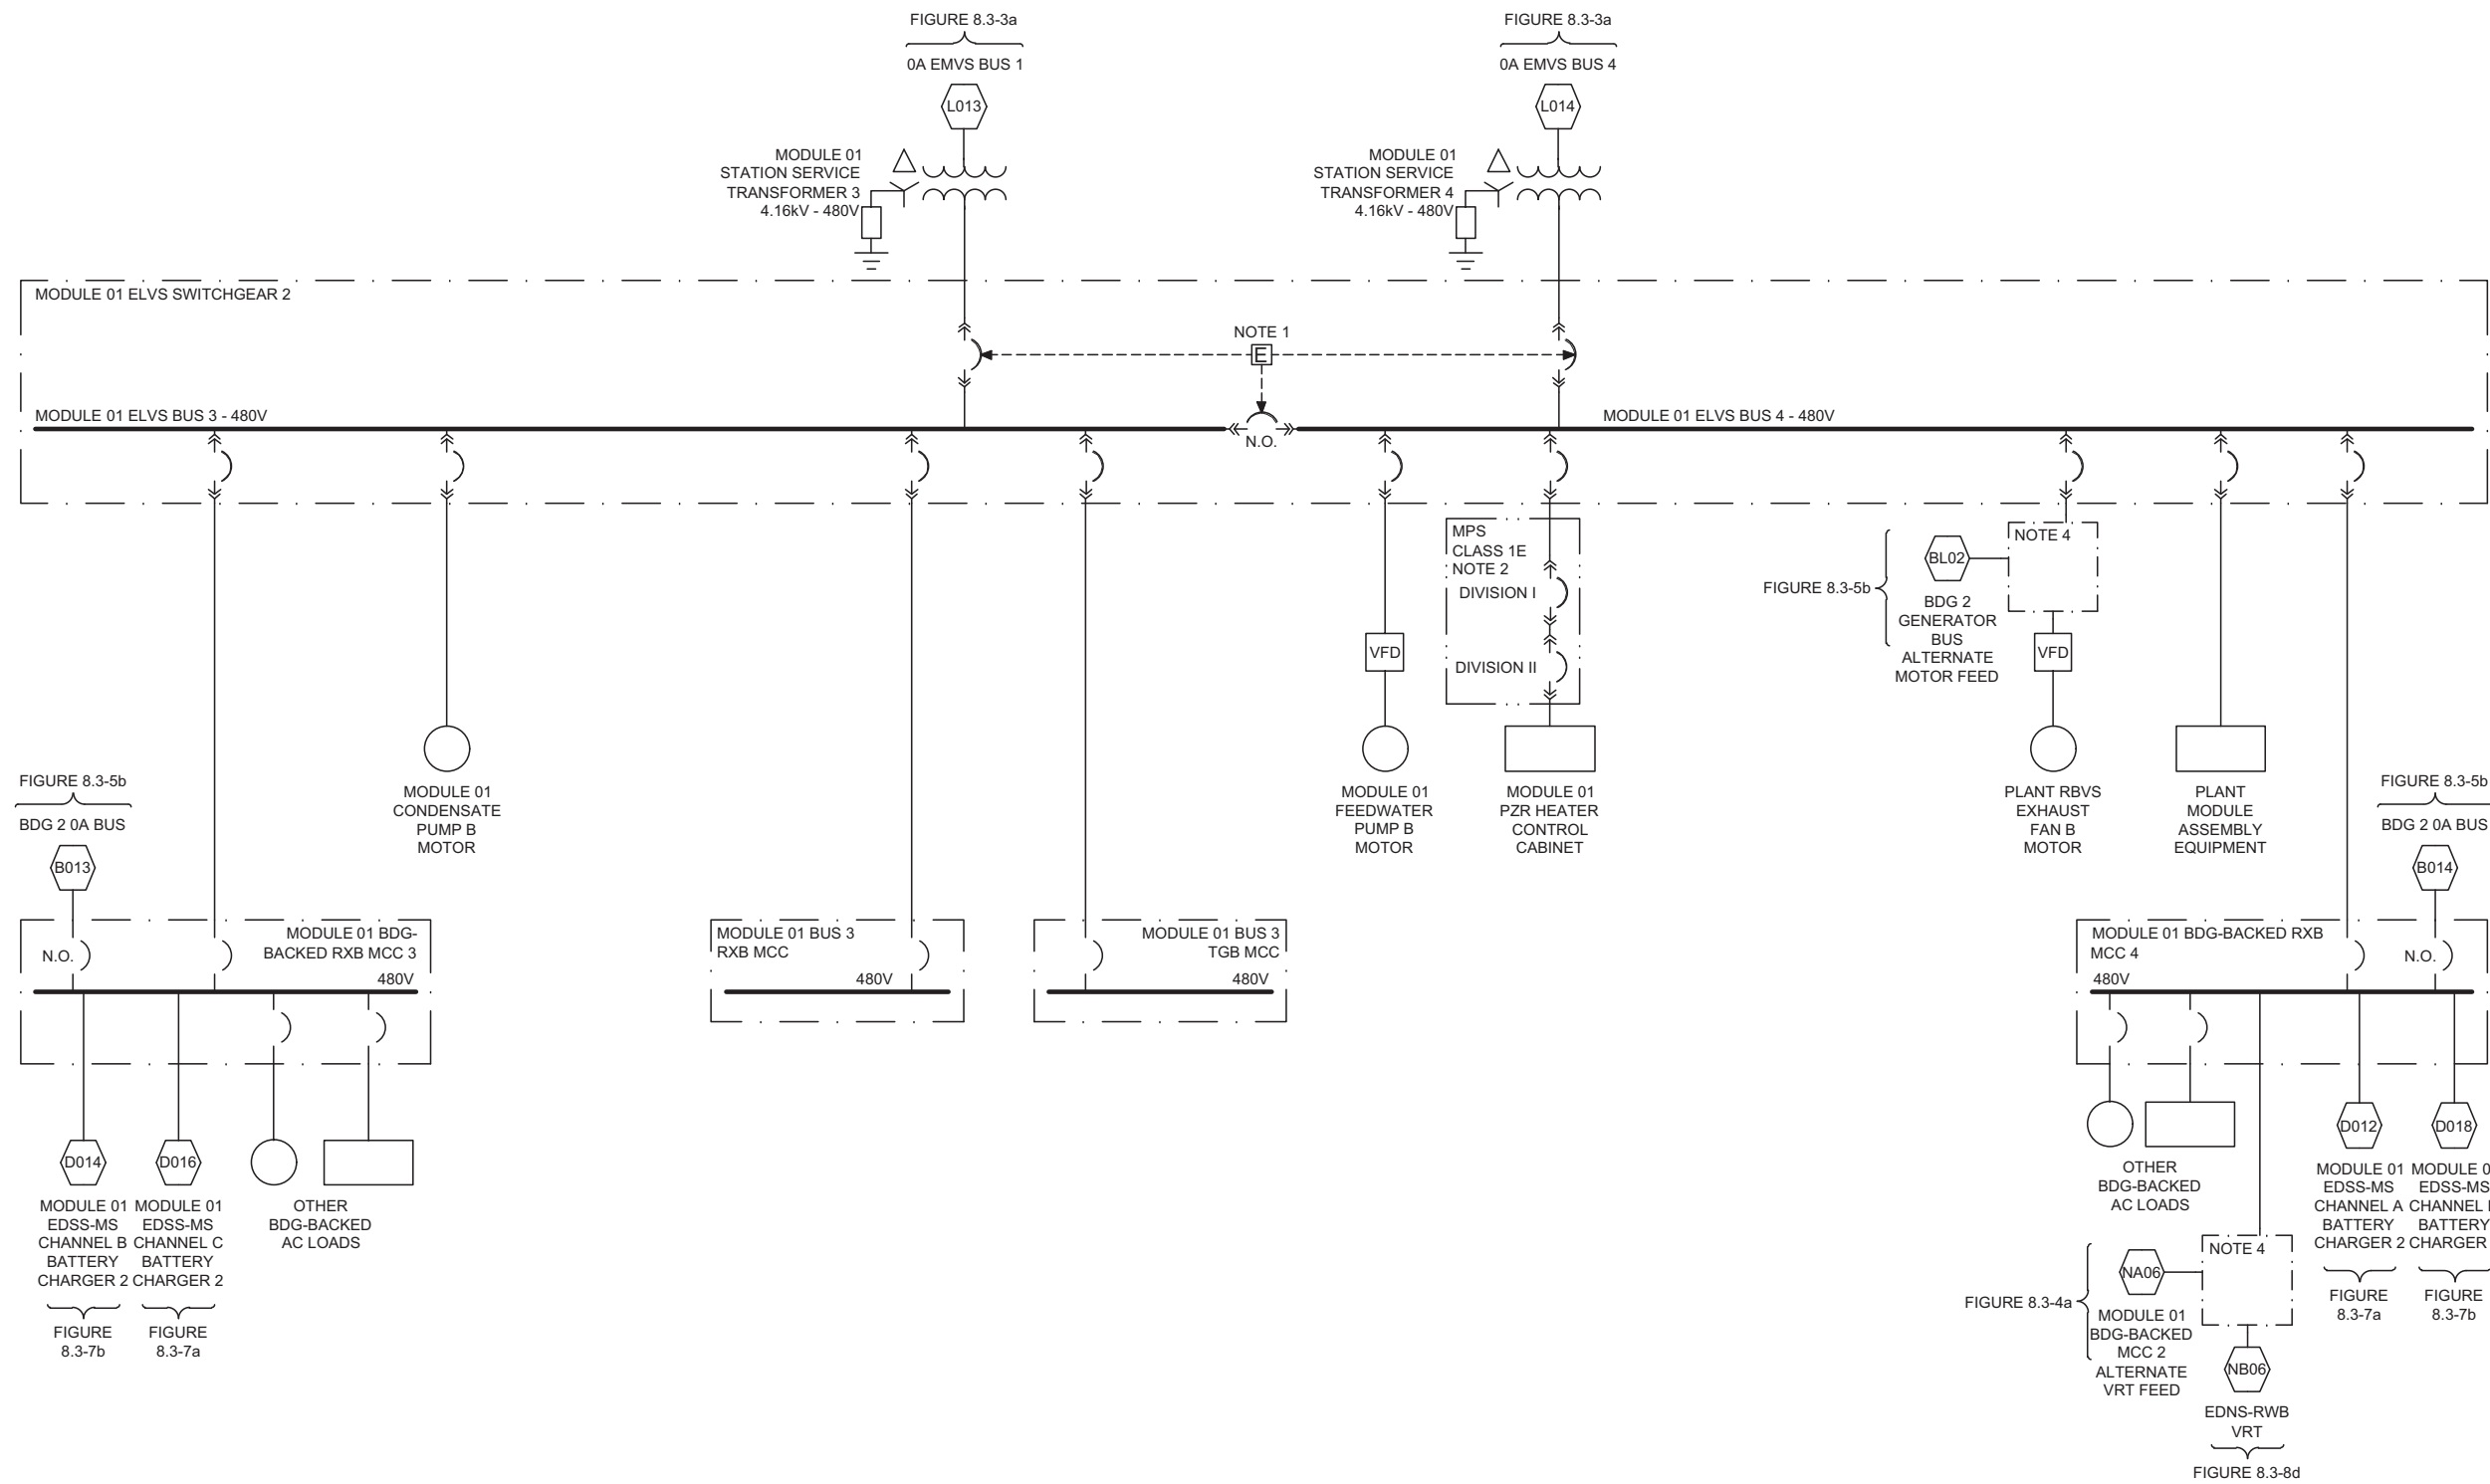 FIGURE 8.3-3a
0A EMVS BUS 1
L013
MODULE 01
STATION SERVICE
TRANSFORMER 3
4.16kV - 480V
FIGURE 8.3-3a
0A EMVS BUS 4
L014
MODULE 01
STATION SERVICE
TRANSFORMER 4
4.16kV - 480V
MODULE 01 ELVS SWITCHGEAR 2
NOTE 1
E
MODULE 01 ELVS BUS 3 - 480V
N.O.
MODULE 01 ELVS BUS 4 - 480V
MPS
CLASS 1E
NOTE 2
DIVISION I
DIVISION II
VFD
FIGURE 8.3-5b
BL02
BDG 2
GENERATOR
BUS
ALTERNATE
MOTOR FEED
NOTE 4
VFD
MODULE 01
CONDENSATE
PUMP B
MOTOR
MODULE 01
FEEDWATER
PUMP B
MOTOR
MODULE 01
PZR HEATER
CONTROL
CABINET
PLANT RBVS
EXHAUST
FAN B
MOTOR
PLANT
MODULE
ASSEMBLY
EQUIPMENT
FIGURE 8.3-5b
BDG 2 0A BUS
B013
N.O.
MODULE 01 BDG-
BACKED RXB MCC 3
480V
MODULE 01 BUS 3
RXB MCC
480V
MODULE 01 BUS 3
TGB MCC
480V
FIGURE 8.3-5b
BDG 2 0A BUS
B014
MODULE 01 BDG-BACKED RXB
MCC 4
N.O.
480V
D014
MODULE 01
EDSS-MS
CHANNEL B
BATTERY
CHARGER 2
FIGURE
8.3-7b
D016
MODULE 01
EDSS-MS
CHANNEL C
BATTERY
CHARGER 2
FIGURE
8.3-7a
OTHER
BDG-BACKED
AC LOADS
OTHER
BDG-BACKED
AC LOADS
D012
MODULE 01
EDSS-MS
CHANNEL A
BATTERY
CHARGER 2
FIGURE
8.3-7a
D018
MODULE
EDSS-MS
CHANNEL
BATTERY
CHARGER
FIGURE
8.3-7b
FIGURE 8.3-4a
NA06
MODULE 01
BDG-BACKED
MCC 2
ALTERNATE
VRT FEED
NOTE 4
NB06
EDNS-RWB
VRT
FIGURE 8.3-8d